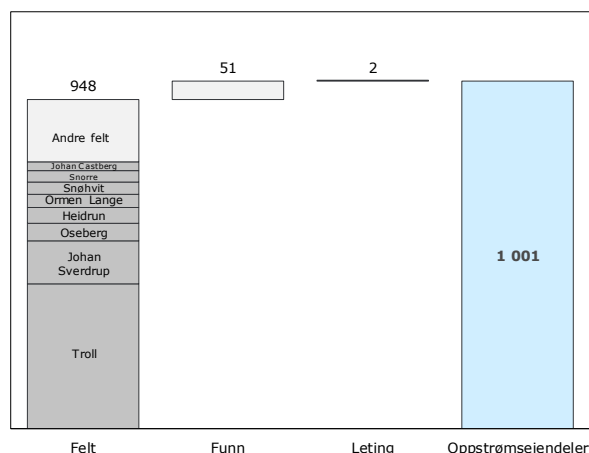 51
2
948
Andre felt
Johan Castberg
Snorre
Snøhvit
Ormen Lange
Heidrun
Oseberg
Johan
Sverdrup
Troll
1 001
Felt
Funn
Leting
Oppstrømseiendeler